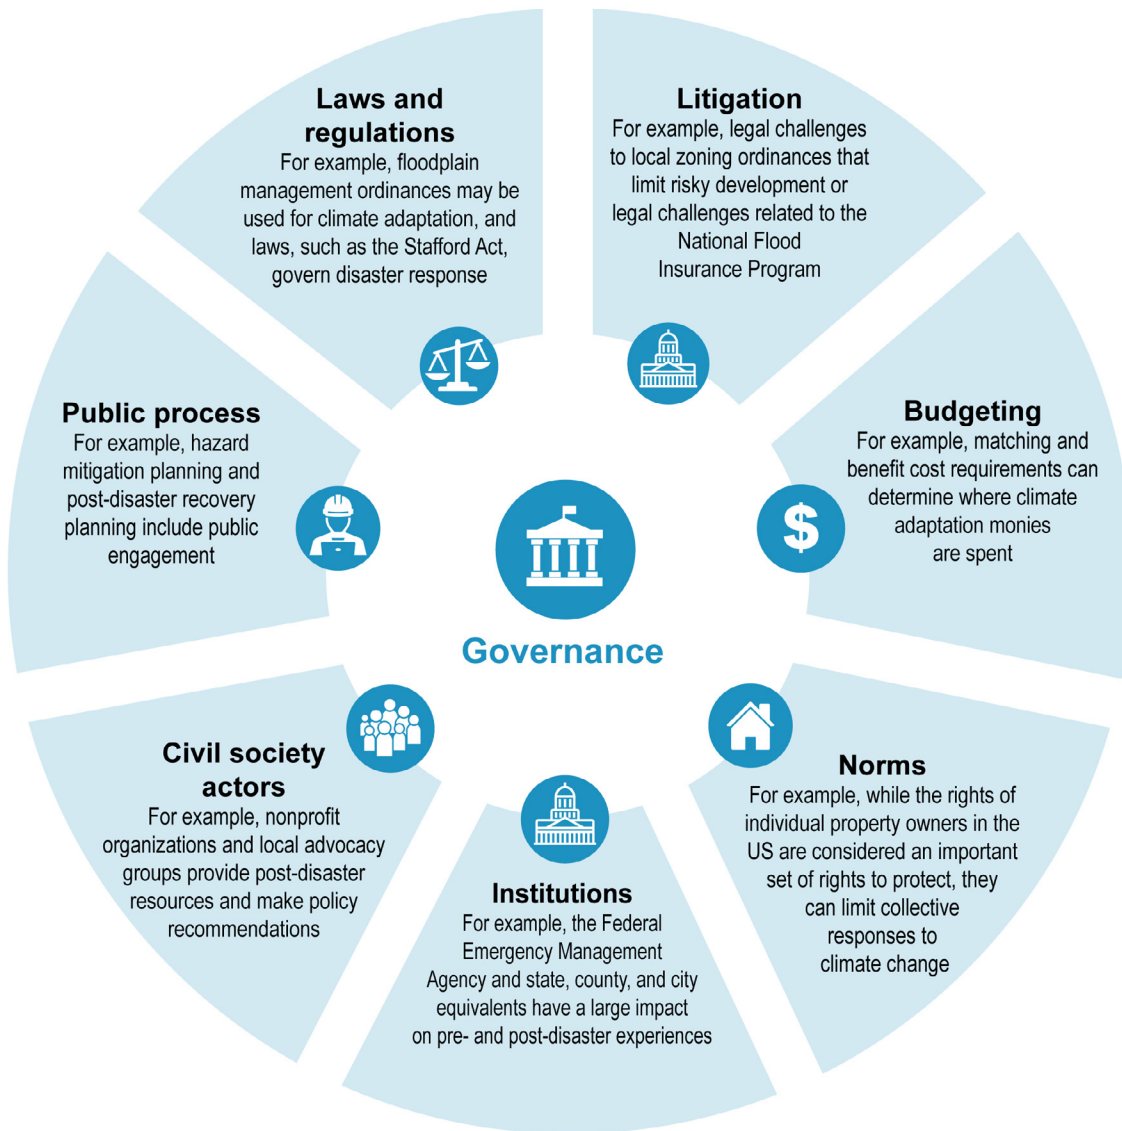 Laws and
regulations
For example, floodplain
management ordinances may be
used for climate adaptation, and
laws, such as the Stafford Act,
govern disaster response
Litigation
For example, legal challenges
to local zoning ordinances that
limit risky development or
legal challenges related to the
National Flood
Insurance Program
Budgeting
For example, matching and
benefit cost requirements can
determine where climate
adaptation monies
are spent
Norms
For example, while the rights of
individual property owners in the
US are considered an important
set of rights to protect, they
can limit collective
responses to
climate change
Institutions
For example, the Federal
Emergency Management
Agency and state, county, and city
equivalents have a large impact
on pre- and post-disaster experiences
Civil society
actors
For example, nonprofit
organizations and local advocacy
groups provide post-disaster
resources and make policy
recommendations
Public process
For example, hazard
mitigation planning and
post-disaster recovery
planning include public
engagement
$
Governance